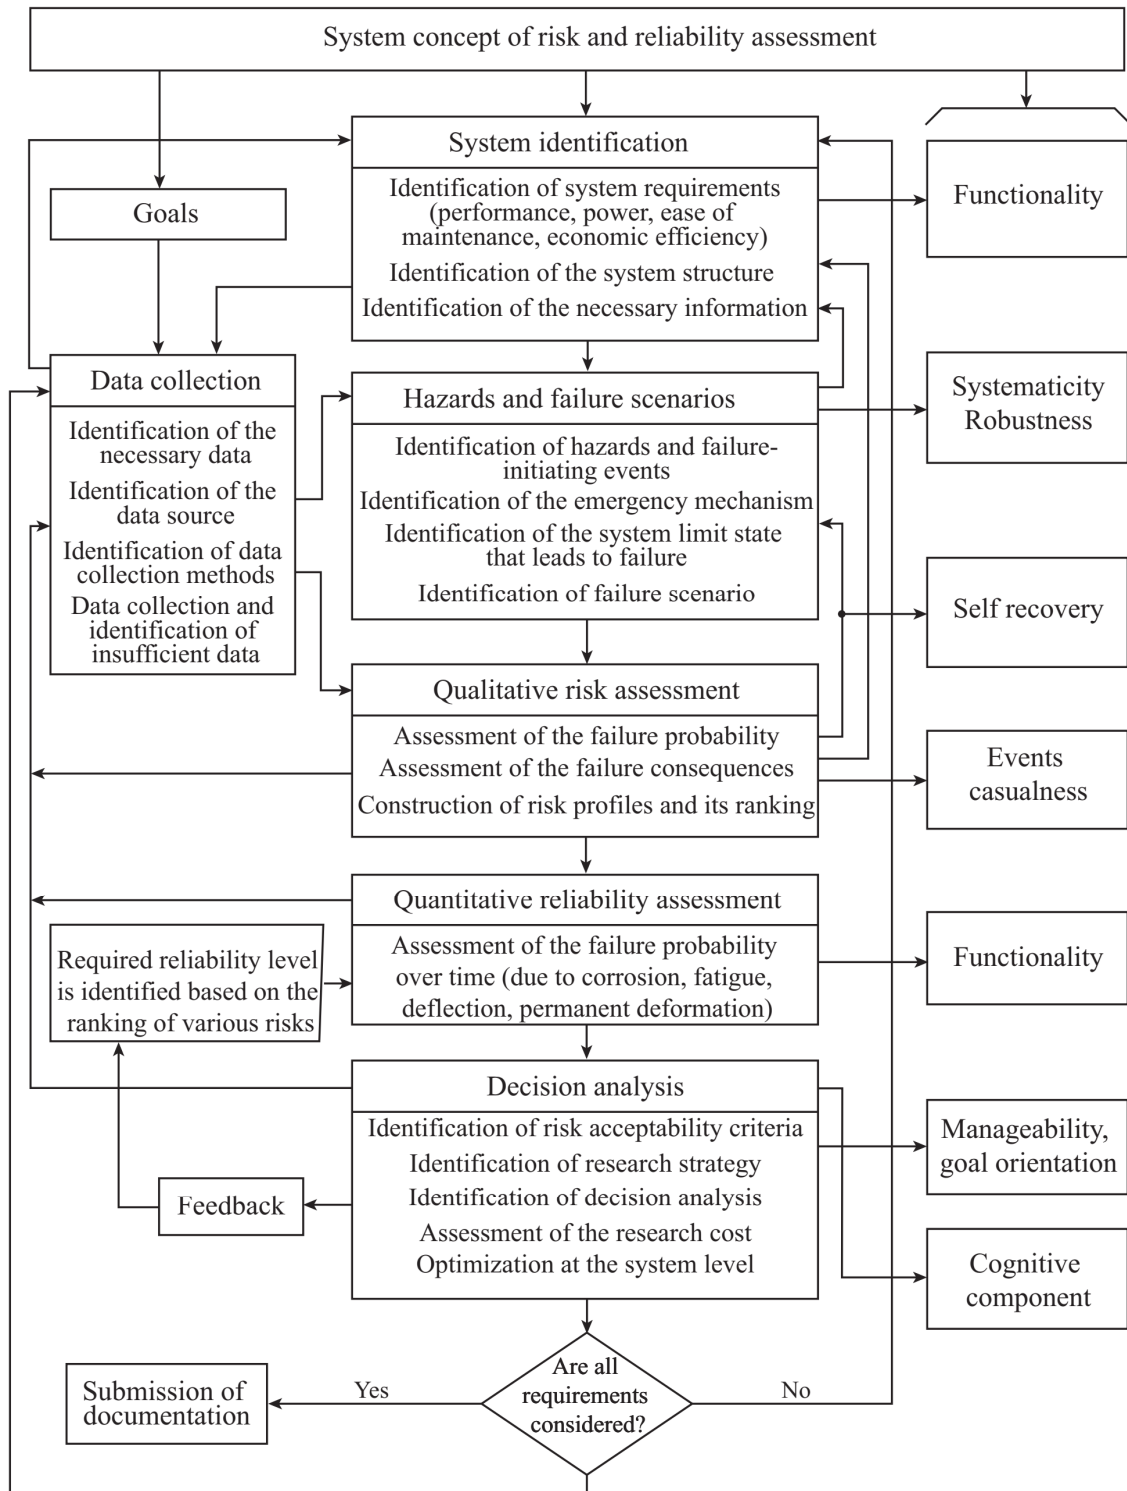 System concept of risk and reliability assessment
System identification
Identification of system requirements
(performance, power, ease of
maintenance, economic efficiency)
Identification of the system structure
Identification of the necessary information
Functionality
Goals
Data collection
Identification of the
necessary data
Identification of the
data source
Identification of data
collection methods
Data collection and
identification of
insufficient data
Hazards and failure scenarios
Identification of hazards and failure-
initiating events
Identification of the emergency mechanism
Identification of the system limit state
that leads to failure
Identification of failure scenario
Systematicity
Robustness
Self recovery
Qualitative risk assessment
Assessment of the failure probability
Assessment of the failure consequences
Construction of risk profiles and its ranking
Events
casualness
Quantitative reliability assessment
Assessment of the failure probability
over time (due to corrosion, fatigue,
deflection, permanent deformation)
Functionality
Required reliability level
is identified based on the
ranking of various risks
Decision analysis
Identification of risk acceptability criteria
Identification of research strategy
Identification of decision analysis
Assessment of the research cost
Optimization at the system level
Manageability,
goal orientation
Feedback
Cognitive
component
Are all
requirements
considered?
Yes
No
Submission of
documentation